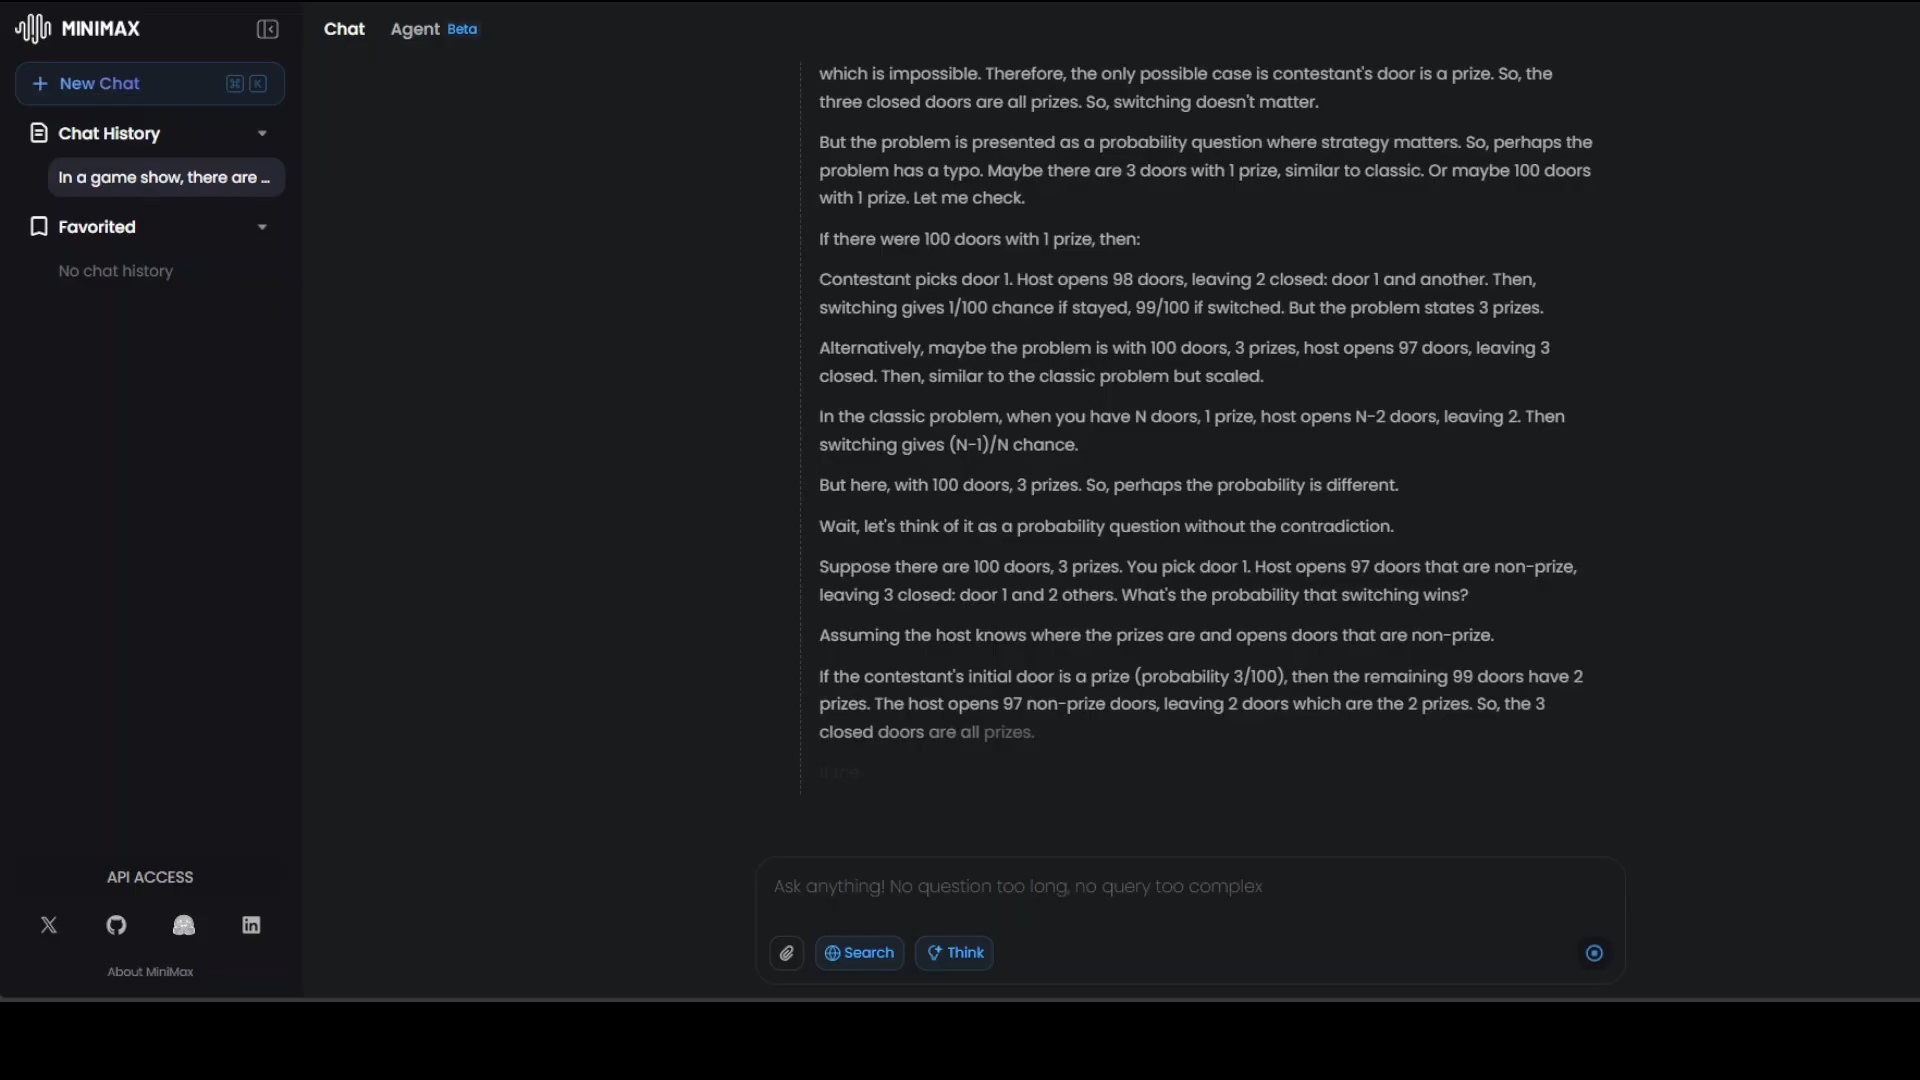 MINIMAX
New Chat
⌘ K
Chat History
In a game show, there are ...
Favorited
No chat history
API ACCESS
About MiniMax
Chat
Agent Beta
which is impossible. Therefore, the only possible case is contestant's door is a prize. So, the
three closed doors are all prizes. So, switching doesn't matter.
But the problem is presented as a probability question where strategy matters. So, perhaps the
problem has a typo. Maybe there are 3 doors with 1 prize, similar to classic. Or maybe 100 doors
with 1 prize. Let me check.
If there were 100 doors with 1 prize, then:
Contestant picks door 1. Host opens 98 doors, leaving 2 closed: door 1 and another. Then,
switching gives 1/100 chance if stayed, 99/100 if switched. But the problem states 3 prizes.
Alternatively, maybe the problem is with 100 doors, 3 prizes, host opens 97 doors, leaving 3
closed. Then, similar to the classic problem but scaled.
In the classic problem, when you have N doors, 1 prize, host opens N-2 doors, leaving 2. Then
switching gives (N-1)/N chance.
But here, with 100 doors, 3 prizes. So, perhaps the probability is different.
Wait, let's think of it as a probability question without the contradiction.
Suppose there are 100 doors, 3 prizes. You pick door 1. Host opens 97 doors that are non-prize,
leaving 3 closed: door 1 and 2 others. What's the probability that switching wins?
Assuming the host knows where the prizes are and opens doors that are non-prize.
If the contestant's initial door is a prize (probability 3/100), then the remaining 99 doors have 2
prizes. The host opens 97 non-prize doors, leaving 2 doors which are the 2 prizes. So, the 3
closed doors are all prizes.
Ask anything! No question too long, no query too complex
Search
Think